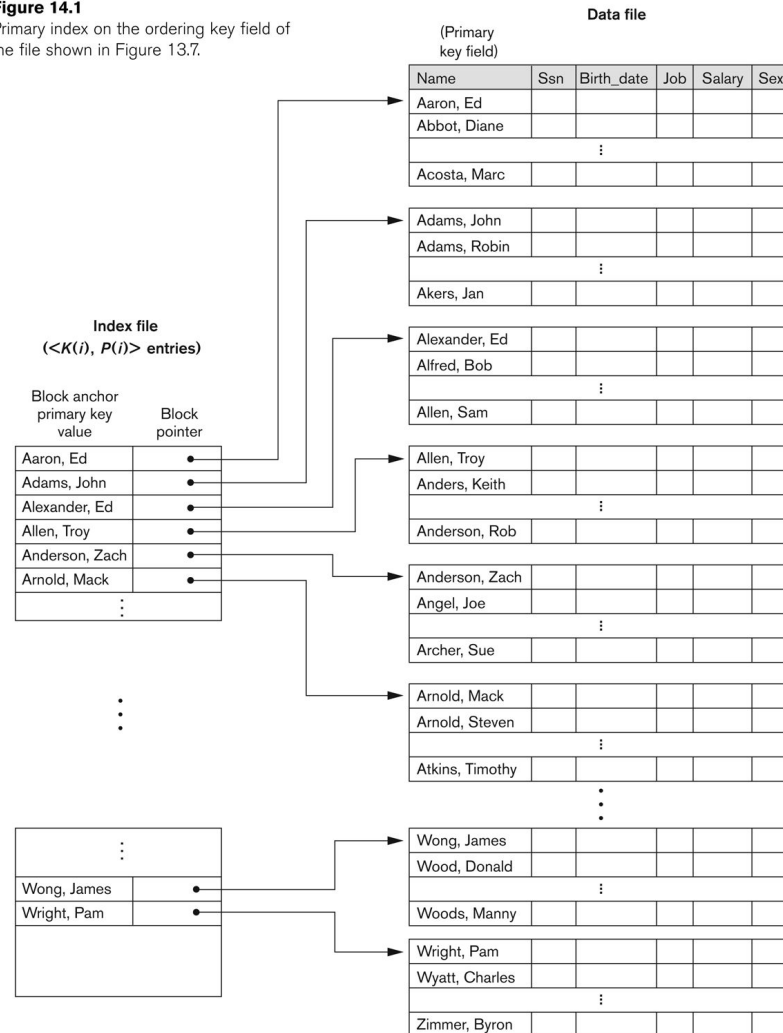 Figure 14.1
Primary index on the ordering key field of
the file shown in Figure 13.7.
Data file
(Primary
key field)
Name Ssn Birth_date Job Salary Sex
Aaron, Ed
Abbot, Diane
⋮
Acosta, Marc
Adams, John
Adams, Robin
⋮
Akers, Jan
Alexander, Ed
Alfred, Bob
⋮
Allen, Sam
Allen, Troy
Anders, Keith
⋮
Anderson, Rob
Anderson, Zach
Angel, Joe
⋮
Archer, Sue
Arnold, Mack
Arnold, Steven
⋮
Atkins, Timothy
⋮
Wong, James
Wood, Donald
⋮
Woods, Manny
Wright, Pam
Wyatt, Charles
⋮
Zimmer, Byron
Index file
(<K(i), P(i)> entries)
Block anchor
primary key
value
Block
pointer
Aaron, Ed
Adams, John
Alexander, Ed
Allen, Troy
Anderson, Zach
Arnold, Mack
⋮
⋮
⋮
Wong, James
Wright, Pam